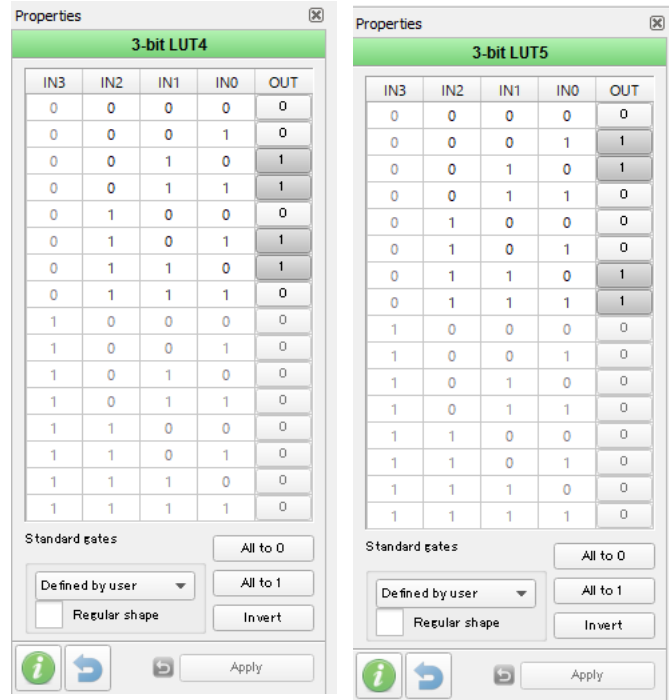 Properties
3-bit LUT4
IN3 IN2 IN1 IN0 OUT
0 0 0 0 0
0 0 0 1 0
0 0 1 0 1
0 0 1 1 1
0 1 0 0 0
0 1 0 1 1
0 1 1 0 1
0 1 1 1 0
1 0 0 0 0
1 0 0 1 0
1 0 1 0 0
1 0 1 1 0
1 1 0 0 0
1 1 0 1 0
1 1 1 0 0
1 1 1 1 0
Standard gates
All to 0
Defined by user
All to 1
Regular shape
Invert
Apply
Properties
3-bit LUT5
IN3 IN2 IN1 IN0 OUT
0 0 0 0 0
0 0 0 1 1
0 0 1 0 1
0 0 1 1 0
0 1 0 0 0
0 1 0 1 0
0 1 1 0 1
0 1 1 1 1
1 0 0 0 0
1 0 0 1 0
1 0 1 0 0
1 0 1 1 0
1 1 0 0 0
1 1 0 1 0
1 1 1 0 0
1 1 1 1 0
Standard gates
All to 0
Defined by user
All to 1
Regular shape
Invert
Apply